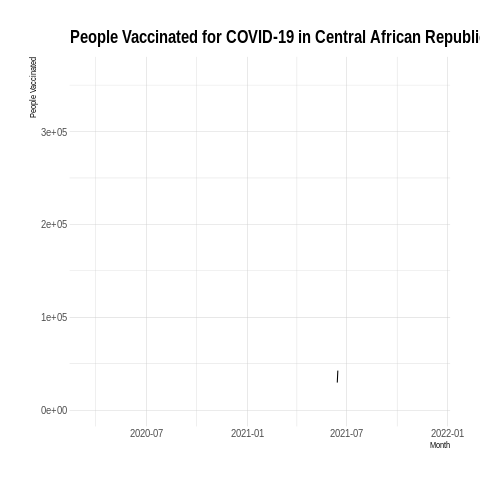 People Vaccinated for COVID-19 in Central African Republi
People Vaccinated
3e+05
2e+05
1e+05
0e+00
2020-07 2021-01 2021-07 2022-01
Month